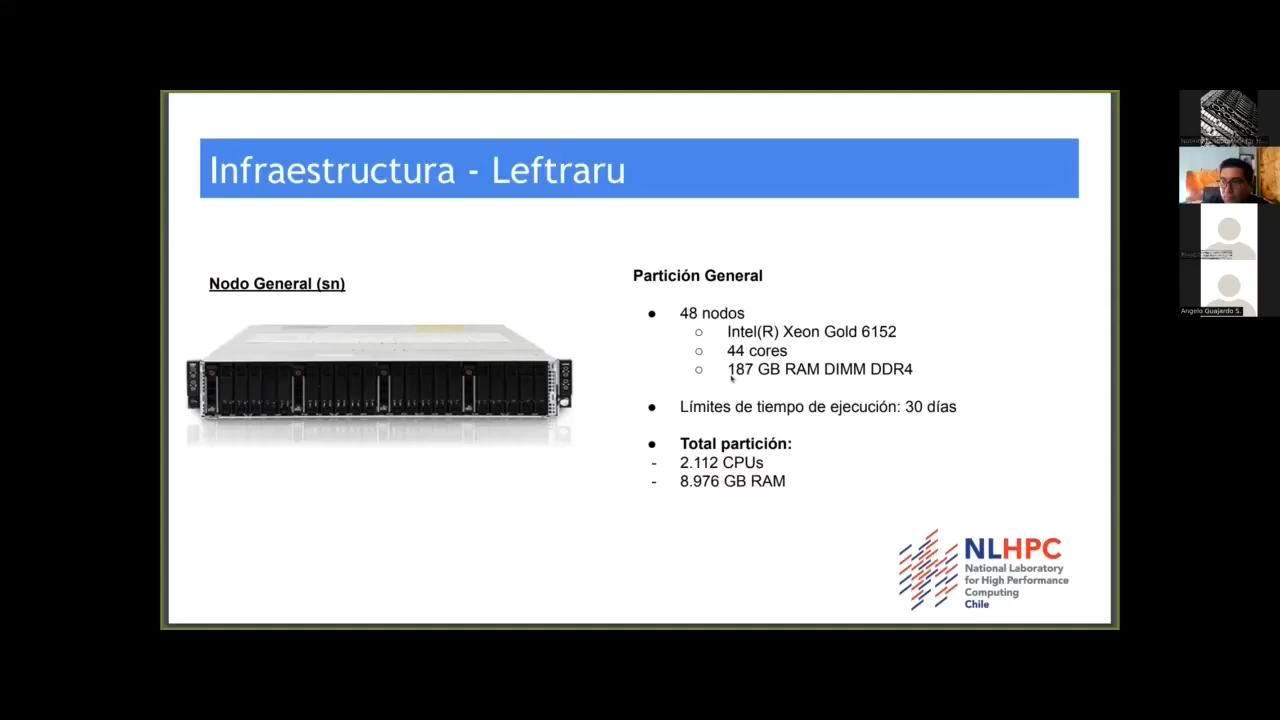 Infraestructura - Leftraru
Nodo General (sn)
Partición General
● 48 nodos
○ Intel(R) Xeon Gold 6152
○ 44 cores
○ 187 GB RAM DIMM DDR4
● Límites de tiempo de ejecución: 30 días
● Total partición:
- 2.112 CPUs
- 8.976 GB RAM
NLHPC
National Laboratory
for High Performance
Computing
Chile
Angelo Guajardo S.